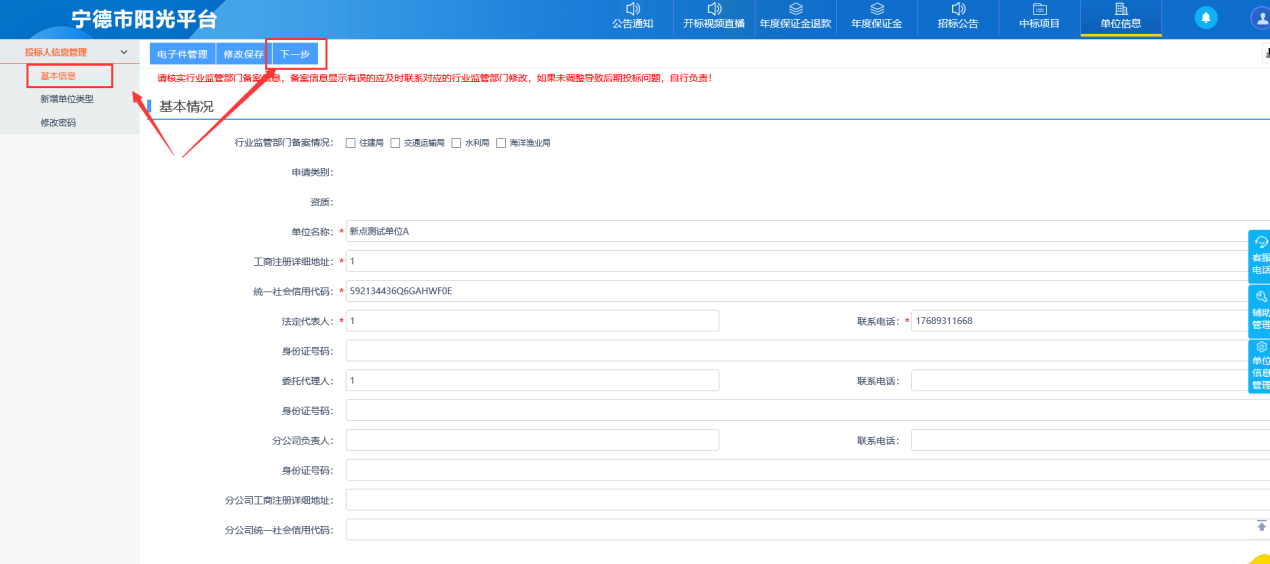 宁德市阳光平台
公告通知
开标视频直播
年度保证金退款
年度保证金
招标公告
中标项目
单位信息
投标人信息管理
基本信息
新增单位类型
修改密码
电子件管理
修改保存
下一步
请核实行业监管部门备案信息，备案信息显示有误的应及时联系对应的行业监管部门修改，如果未调整导致后期投标问题，自行负责！
基本情况
行业监管部门备案情况： 住建局 交通运输局 水利局 海洋渔业局
申请类别：
资质：
单位名称： * 新点测试单位A
工商注册详细地址： * 1
统一社会信用代码： * 592134436Q6GAHWF0E
法定代表人： * 1 联系电话： * 17689311668
身份证号码：
委托代理人： 1 联系电话：
身份证号码：
分公司负责人： 联系电话：
身份证号码：
分公司工商注册详细地址：
分公司统一社会信用代码：
客服
电话
辅助
管理
单位
信息
管理